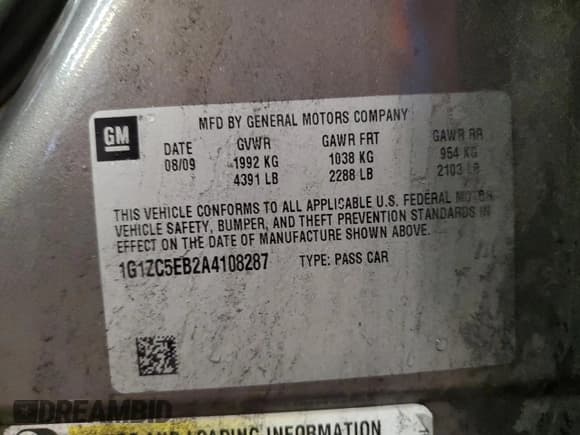 MFD BY GENERAL MOTORS COMPANY
GM
DATE GVWR GAWR FRT GAWR RR
08/09 1992 KG 1038 KG 954 KG
4391 LB 2288 LB 2103 LB
THIS VEHICLE CONFORMS TO ALL APPLICABLE U.S. FEDERAL MOTOR
VEHICLE SAFETY, BUMPER, AND THEFT PREVENTION STANDARDS IN
EFFECT ON THE DATE OF MANUFACTURE SHOWN ABOVE.
1G1ZC5EB2A4108287 TYPE: PASS CAR
DREAMBID
AND LOADING INFORMATION